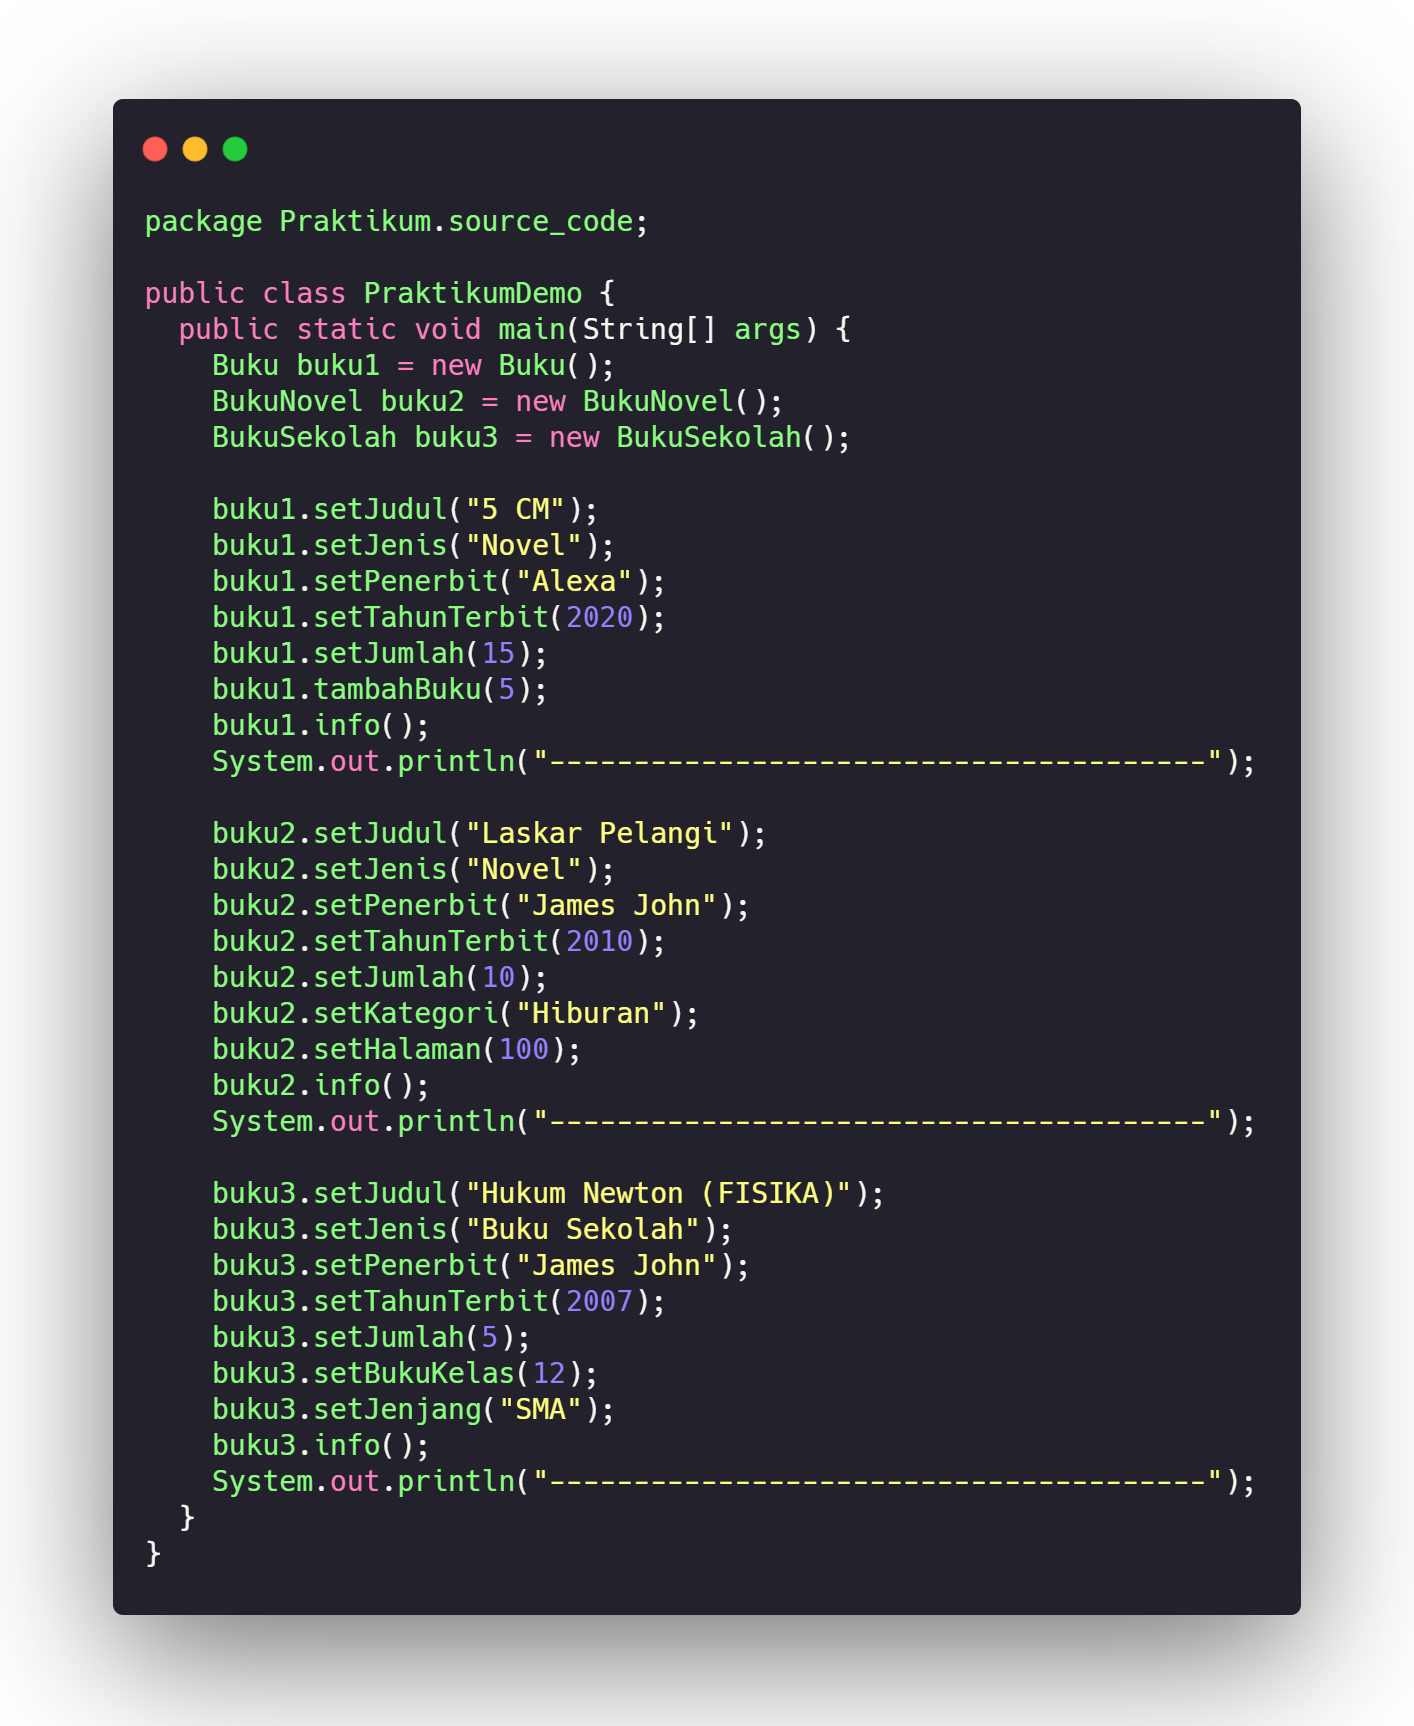 package Praktikum.source_code;

public class PraktikumDemo {
  public static void main(String[] args) {
    Buku buku1 = new Buku();
    BukuNovel buku2 = new BukuNovel();
    BukuSekolah buku3 = new BukuSekolah();

    buku1.setJudul("5 CM");
    buku1.setJenis("Novel");
    buku1.setPenerbit("Alexa");
    buku1.setTahunTerbit(2020);
    buku1.setJumlah(15);
    buku1.tambahBuku(5);
    buku1.info();
    System.out.println("---------------------------------------");

    buku2.setJudul("Laskar Pelangi");
    buku2.setJenis("Novel");
    buku2.setPenerbit("James John");
    buku2.setTahunTerbit(2010);
    buku2.setJumlah(10);
    buku2.setKategori("Hiburan");
    buku2.setHalaman(100);
    buku2.info();
    System.out.println("---------------------------------------");

    buku3.setJudul("Hukum Newton (FISIKA)");
    buku3.setJenis("Buku Sekolah");
    buku3.setPenerbit("James John");
    buku3.setTahunTerbit(2007);
    buku3.setJumlah(5);
    buku3.setBukuKelas(12);
    buku3.setJenjang("SMA");
    buku3.info();
    System.out.println("---------------------------------------");
  }
}